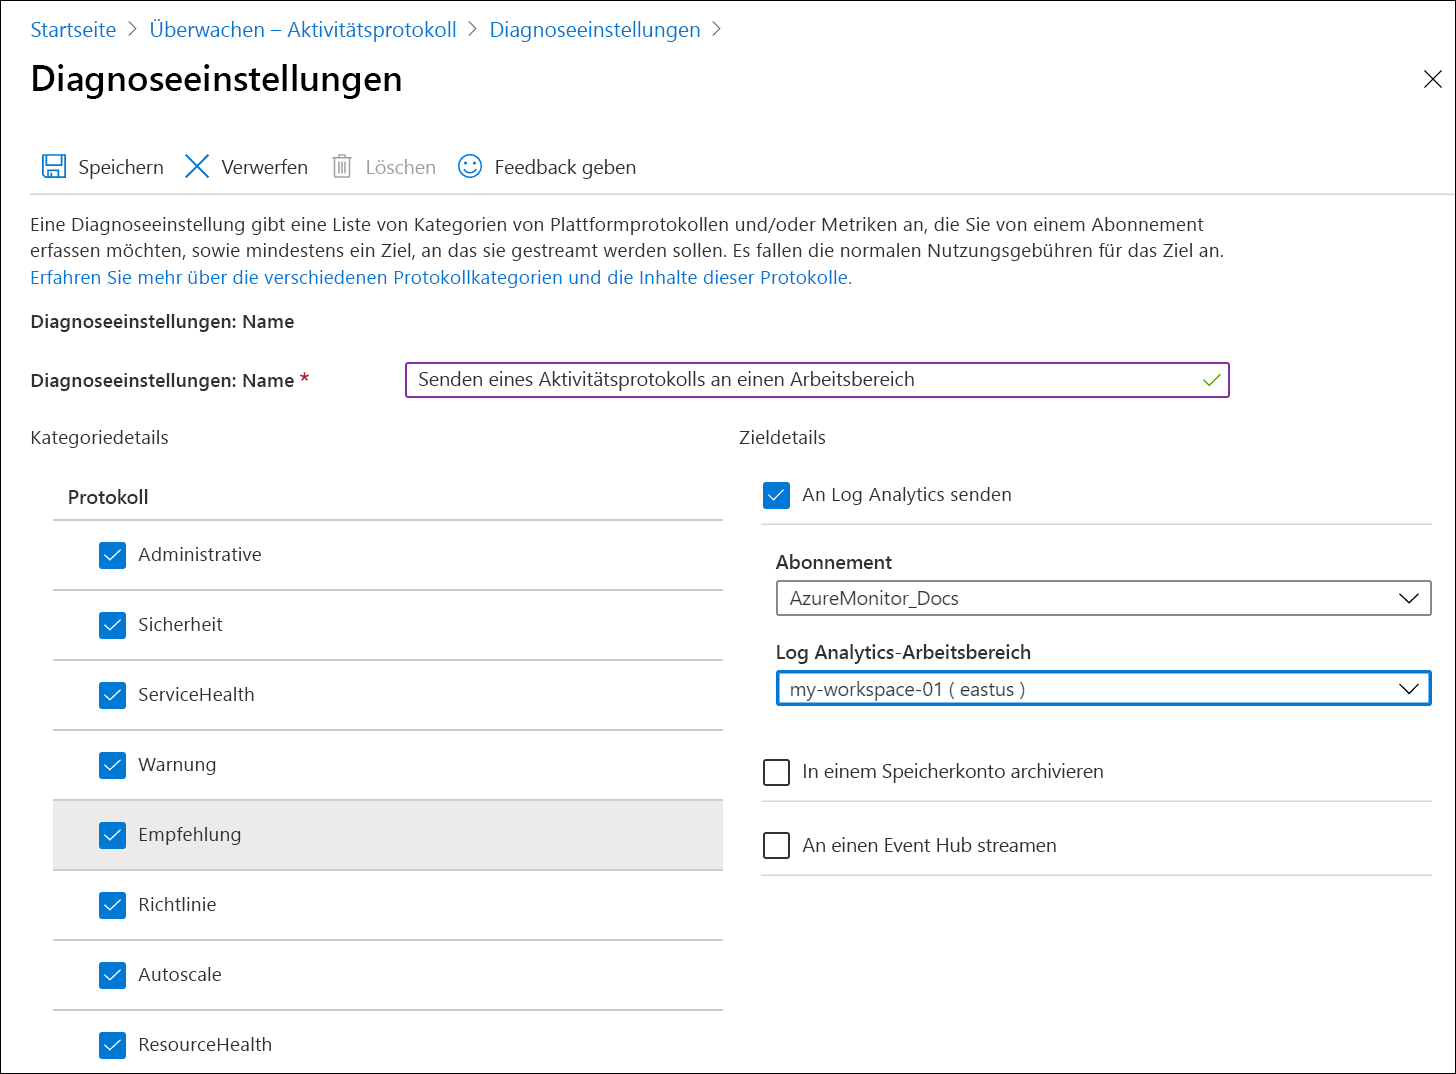 Startseite > Überwachen – Aktivitätsprotokoll > Diagnoseeinstellungen >
Diagnoseeinstellungen
Speichern Verwerfen Löschen Feedback geben
Eine Diagnoseeinstellung gibt eine Liste von Kategorien von Plattformprotokollen und/oder Metriken an, die Sie von einem Abonnement
erfassen möchten, sowie mindestens ein Ziel, an das sie gestreamt werden sollen. Es fallen die normalen Nutzungsgebühren für das Ziel an.
Erfahren Sie mehr über die verschiedenen Protokollkategorien und die Inhalte dieser Protokolle.
Diagnoseeinstellungen: Name
Diagnoseeinstellungen: Name * Senden eines Aktivitätsprotokolls an einen Arbeitsbereich
Kategoriedetails
Protokoll
Administrative
Sicherheit
ServiceHealth
Warnung
Empfehlung
Richtlinie
Autoscale
ResourceHealth
Zieldetails
An Log Analytics senden
Abonnement
AzureMonitor_Docs
Log Analytics-Arbeitsbereich
my-workspace-01 ( eastus )
In einem Speicherkonto archivieren
An einen Event Hub streamen